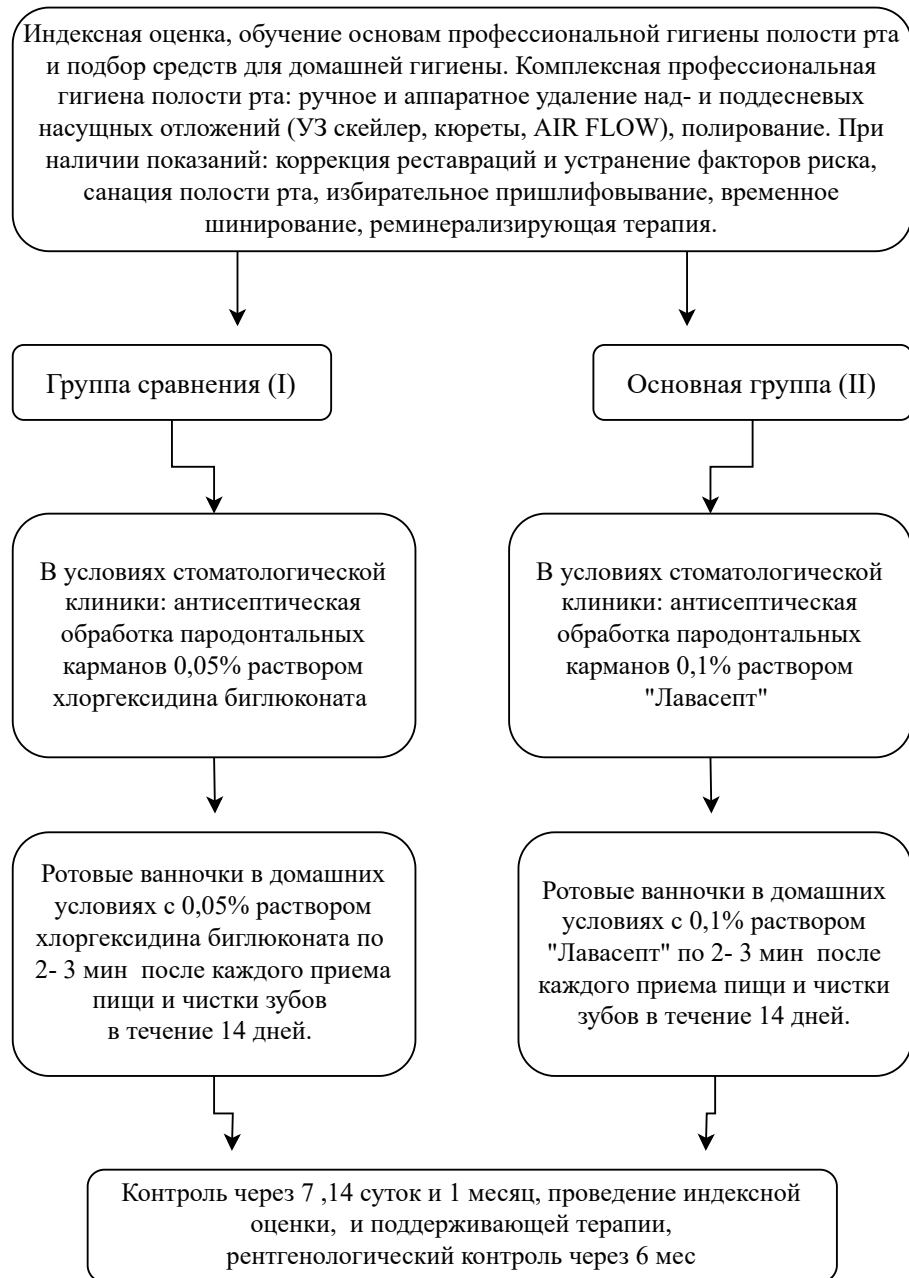 Индексная оценка, обучение основам профессиональной гигиены полости рта
и подбор средств для домашней гигиены. Комплексная профессиональная
гигиена полости рта: ручное и аппаратное удаление над- и поддесневых
насущных отложений (УЗ скейлер, кюреты, AIR FLOW), полирование. При
наличии показаний: коррекция реставраций и устранение факторов риска,
санация полости рта, избирательное пришлифовывание, временное
шинирование, реминерализирующая терапия.
Группа сравнения (I)
Основная группа (II)
В условиях стоматологической
клиники: антисептическая
обработка пародонтальных
карманов 0,05% раствором
хлоргексидина биглюконата
В условиях стоматологической
клиники: антисептическая
обработка пародонтальных
карманов 0,1% раствором
"Лавасепт"
Ротовые ванночки в домашних
условиях с 0,05% раствором
хлоргексидина биглюконата по
2- 3 мин после каждого приема
пищи и чистки зубов
в течение 14 дней.
Ротовые ванночки в домашних
условиях с 0,1% раствором
"Лавасепт" по 2- 3 мин после
каждого приема пищи и чистки
зубов в течение 14 дней.
Контроль через 7 ,14 суток и 1 месяц, проведение индексной
оценки, и поддерживающей терапии,
рентгенологический контроль через 6 мес